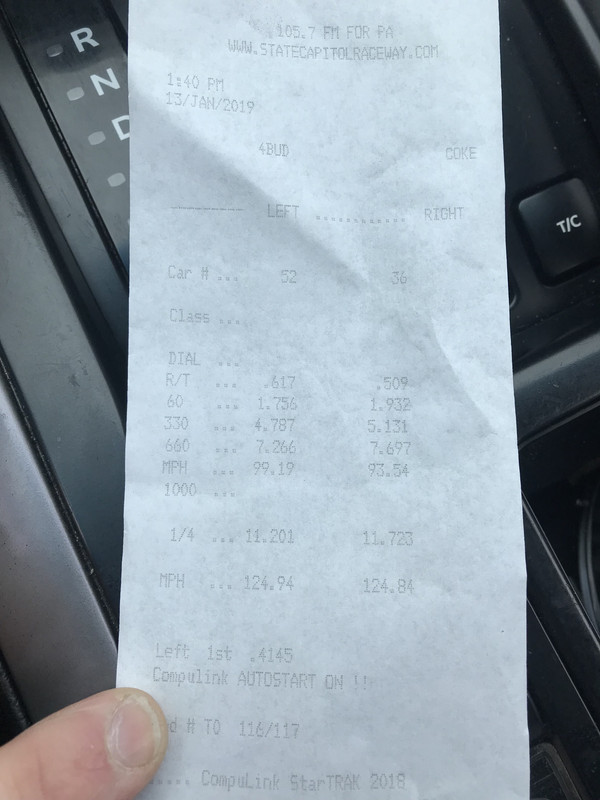 R
N
D
T/C
105.7 FM FOR PA
WWW.STATECAPITOLRACEWAY.COM
1:40 PM
13/JAN/2019
4BUD COKE
-------- LEFT ............ RIGHT
Car # ... 52 36
Class ...
DIAL ...
R/T ... .617 .509
60 ... 1.756 1.932
330 ... 4.787 5.131
660 ... 7.266 7.697
MPH ... 99.19 93.54
1000 ...
1/4 ... 11.201 11.723
MPH ... 124.94 124.84
Left 1st .4145
Compulink AUTOSTART ON !!
# TO 116/117
.... CompuLink StarTRAK 2018